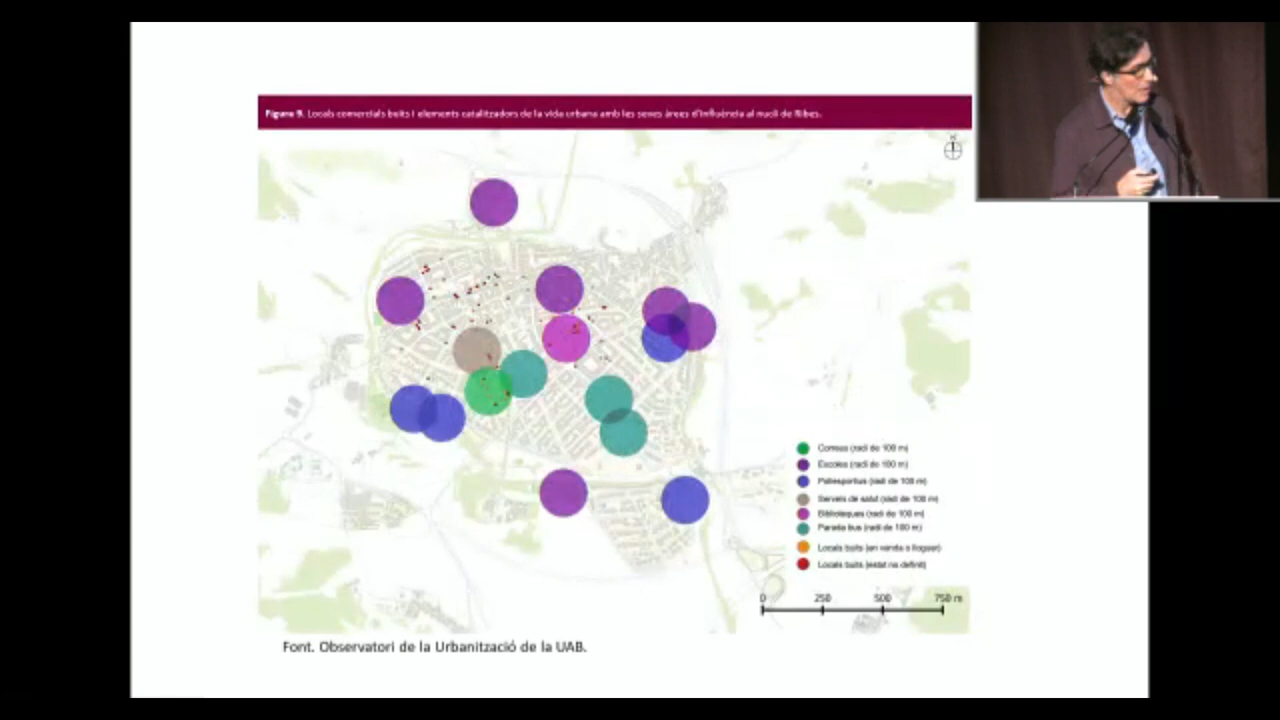 Figura 9. Locals comercials buits i elements catalitzadors de la vida urbana amb les seves àrees d'influència al nucli de Ribes.
N
Correus (radi de 100 m)
Escoles (radi de 100 m)
Poliesportius (radi de 100 m)
Serveis de salut (radi de 100 m)
Biblioteques (radi de 100 m)
Parada bus (radi de 100 m)
Locals buits (en venda o lloguer)
Locals buits (estat no definit)
0 250 500 750 m
Font. Observatori de la Urbanització de la UAB.